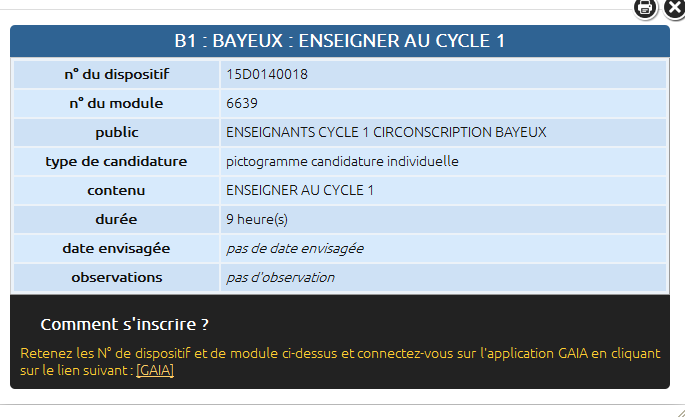 B1 : BAYEUX : ENSEIGNER AU CYCLE 1
n° du dispositif 15D0140018
n° du module 6639
public ENSEIGNANTS CYCLE 1 CIRCONSCRIPTION BAYEUX
type de candidature pictogramme candidature individuelle
contenu ENSEIGNER AU CYCLE 1
durée 9 heure(s)
date envisagée pas de date envisagée
observations pas d'observation
Comment s'inscrire ?
Retenez les N° de dispositif et de module ci-dessus et connectez-vous sur l'application GAIA en cliquant
sur le lien suivant : [GAIA]